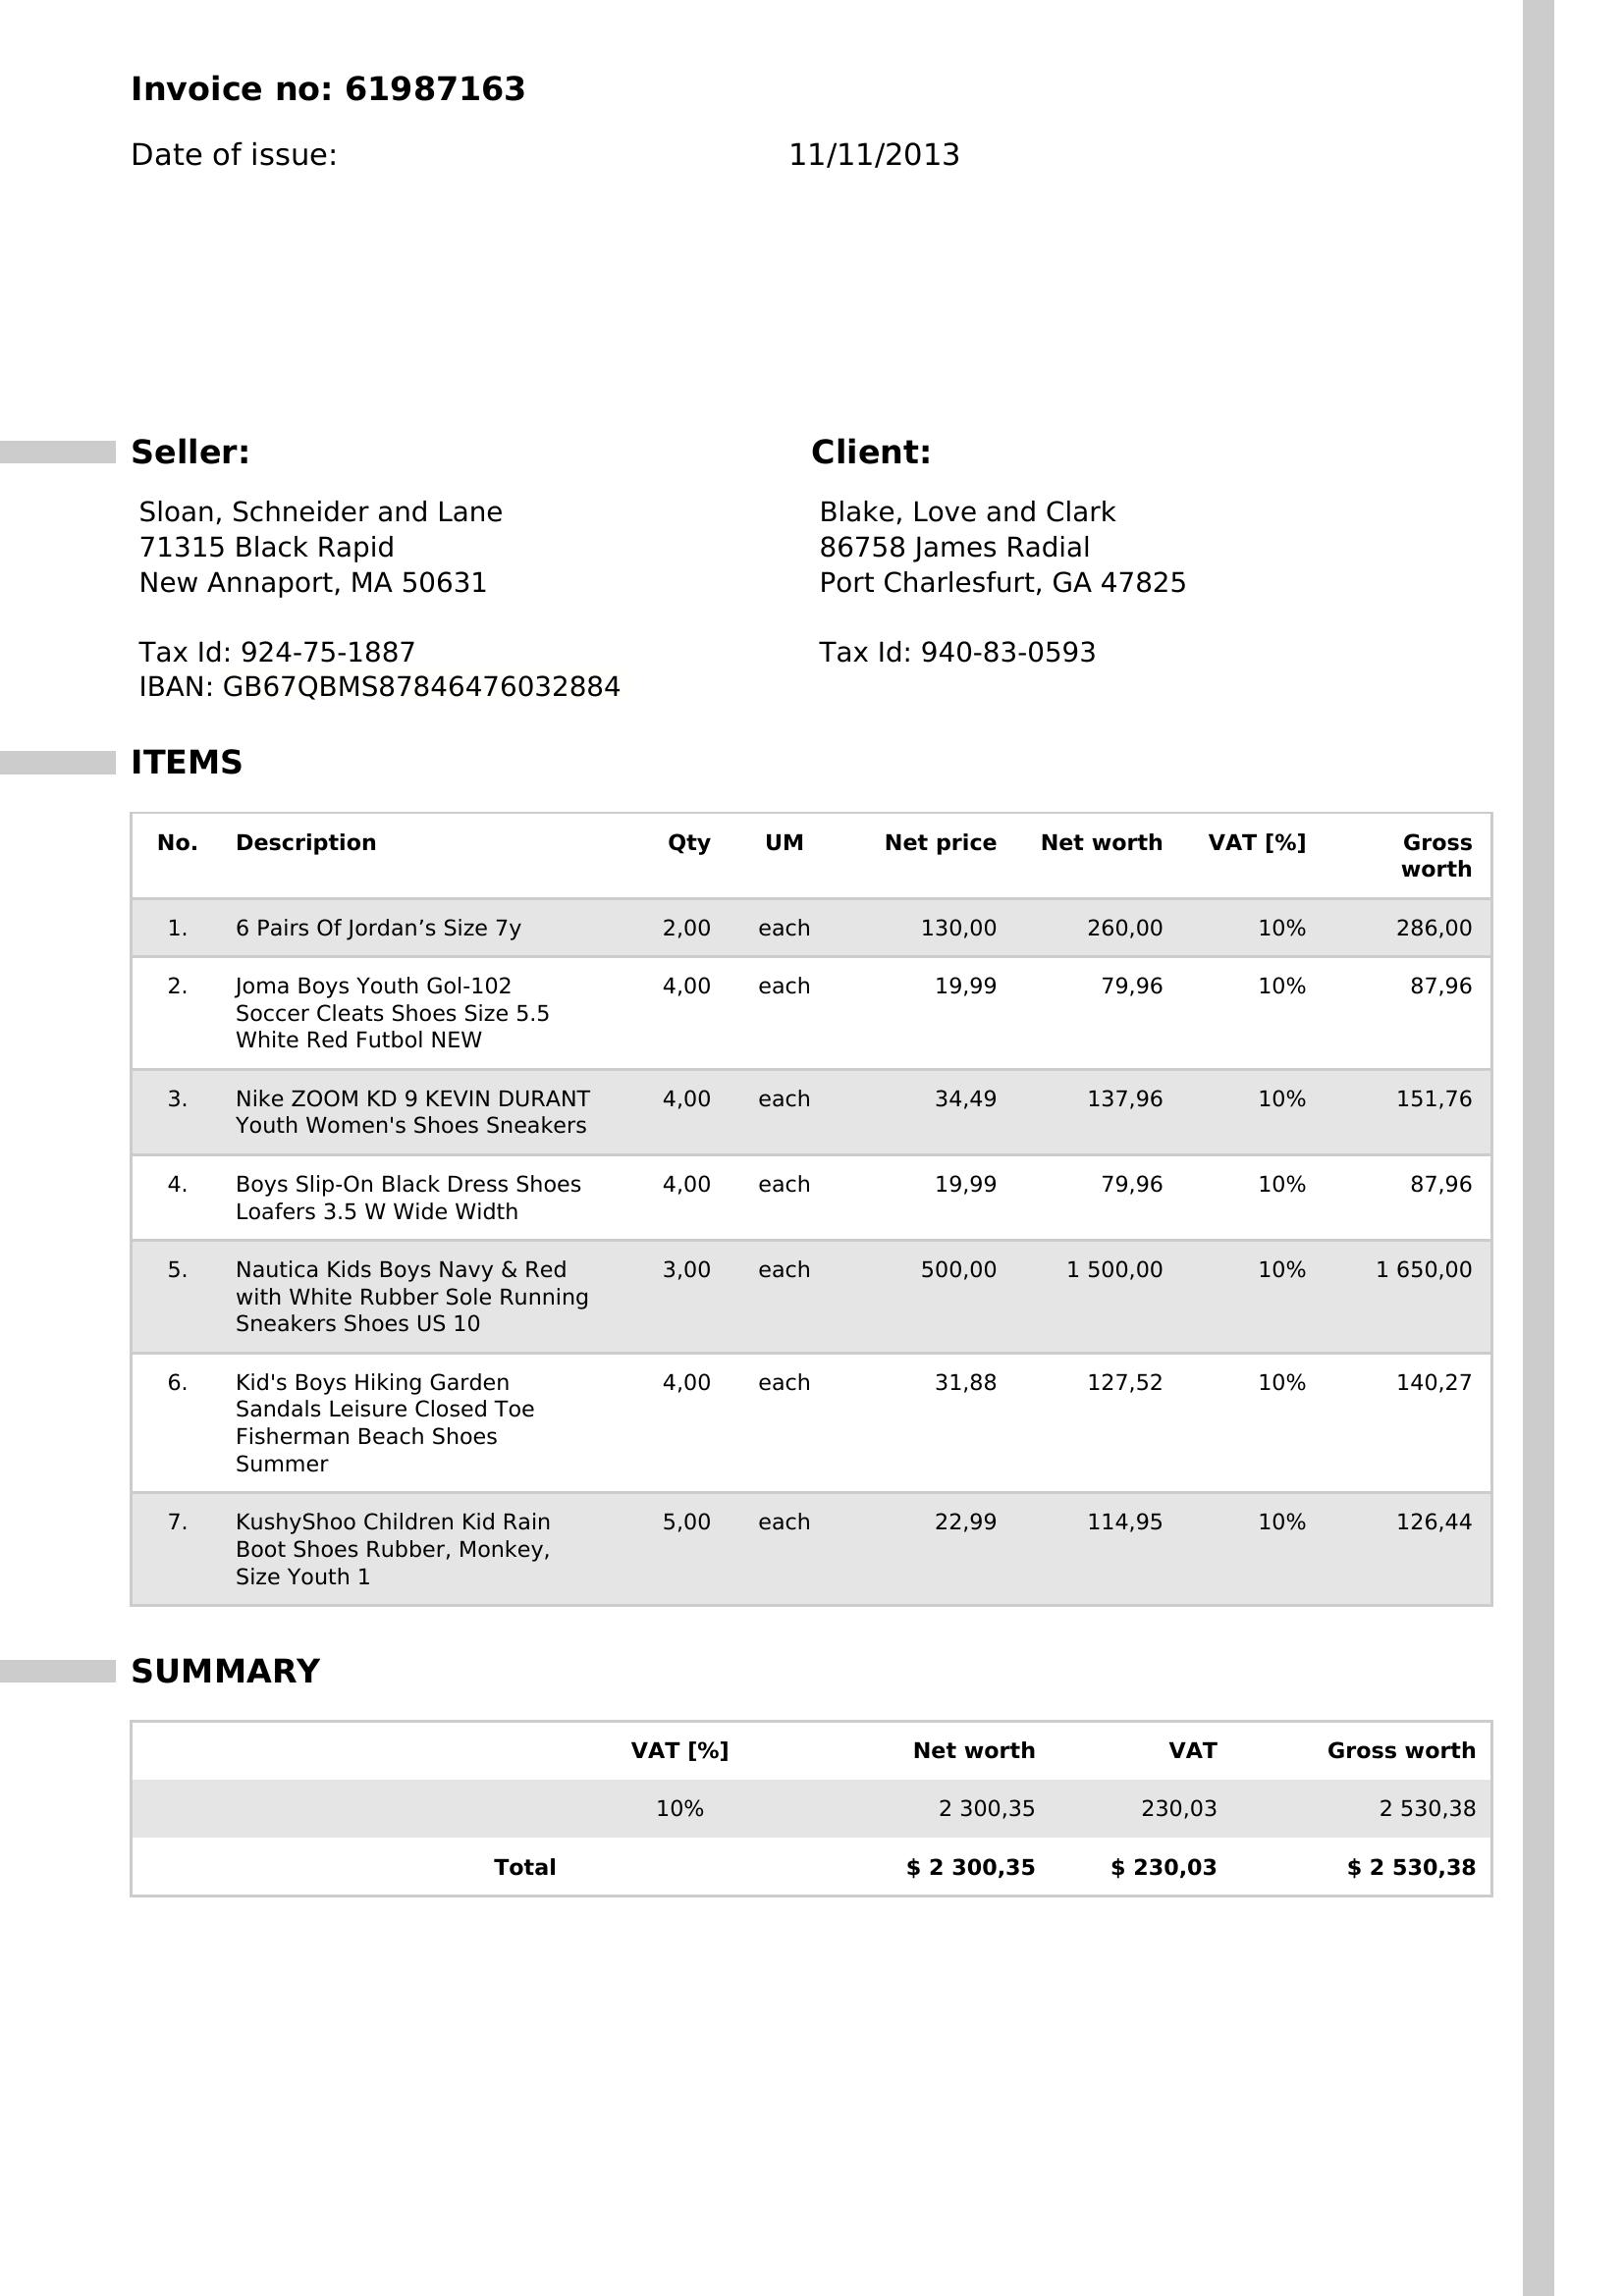 Invoice no: 61987163
Date of issue: 11/11/2013
Seller:
Sloan, Schneider and Lane
71315 Black Rapid
New Annaport, MA 50631
Tax Id: 924-75-1887
IBAN: GB67QBMS87846476032884
Client:
Blake, Love and Clark
86758 James Radial
Port Charlesfurt, GA 47825
Tax Id: 940-83-0593
ITEMS
No. Description Qty UM Net price Net worth VAT [%] Gross
worth
1. 6 Pairs Of Jordan’s Size 7y 2,00 each 130,00 260,00 10% 286,00
2. Joma Boys Youth Gol-102 4,00 each 19,99 79,96 10% 87,96
Soccer Cleats Shoes Size 5.5
White Red Futbol NEW
3. Nike ZOOM KD 9 KEVIN DURANT 4,00 each 34,49 137,96 10% 151,76
Youth Women's Shoes Sneakers
4. Boys Slip-On Black Dress Shoes 4,00 each 19,99 79,96 10% 87,96
Loafers 3.5 W Wide Width
5. Nautica Kids Boys Navy & Red 3,00 each 500,00 1 500,00 10% 1 650,00
with White Rubber Sole Running
Sneakers Shoes US 10
6. Kid's Boys Hiking Garden 4,00 each 31,88 127,52 10% 140,27
Sandals Leisure Closed Toe
Fisherman Beach Shoes
Summer
7. KushyShoo Children Kid Rain 5,00 each 22,99 114,95 10% 126,44
Boot Shoes Rubber, Monkey,
Size Youth 1
SUMMARY
VAT [%] Net worth VAT Gross worth
10% 2 300,35 230,03 2 530,38
Total $ 2 300,35 $ 230,03 $ 2 530,38